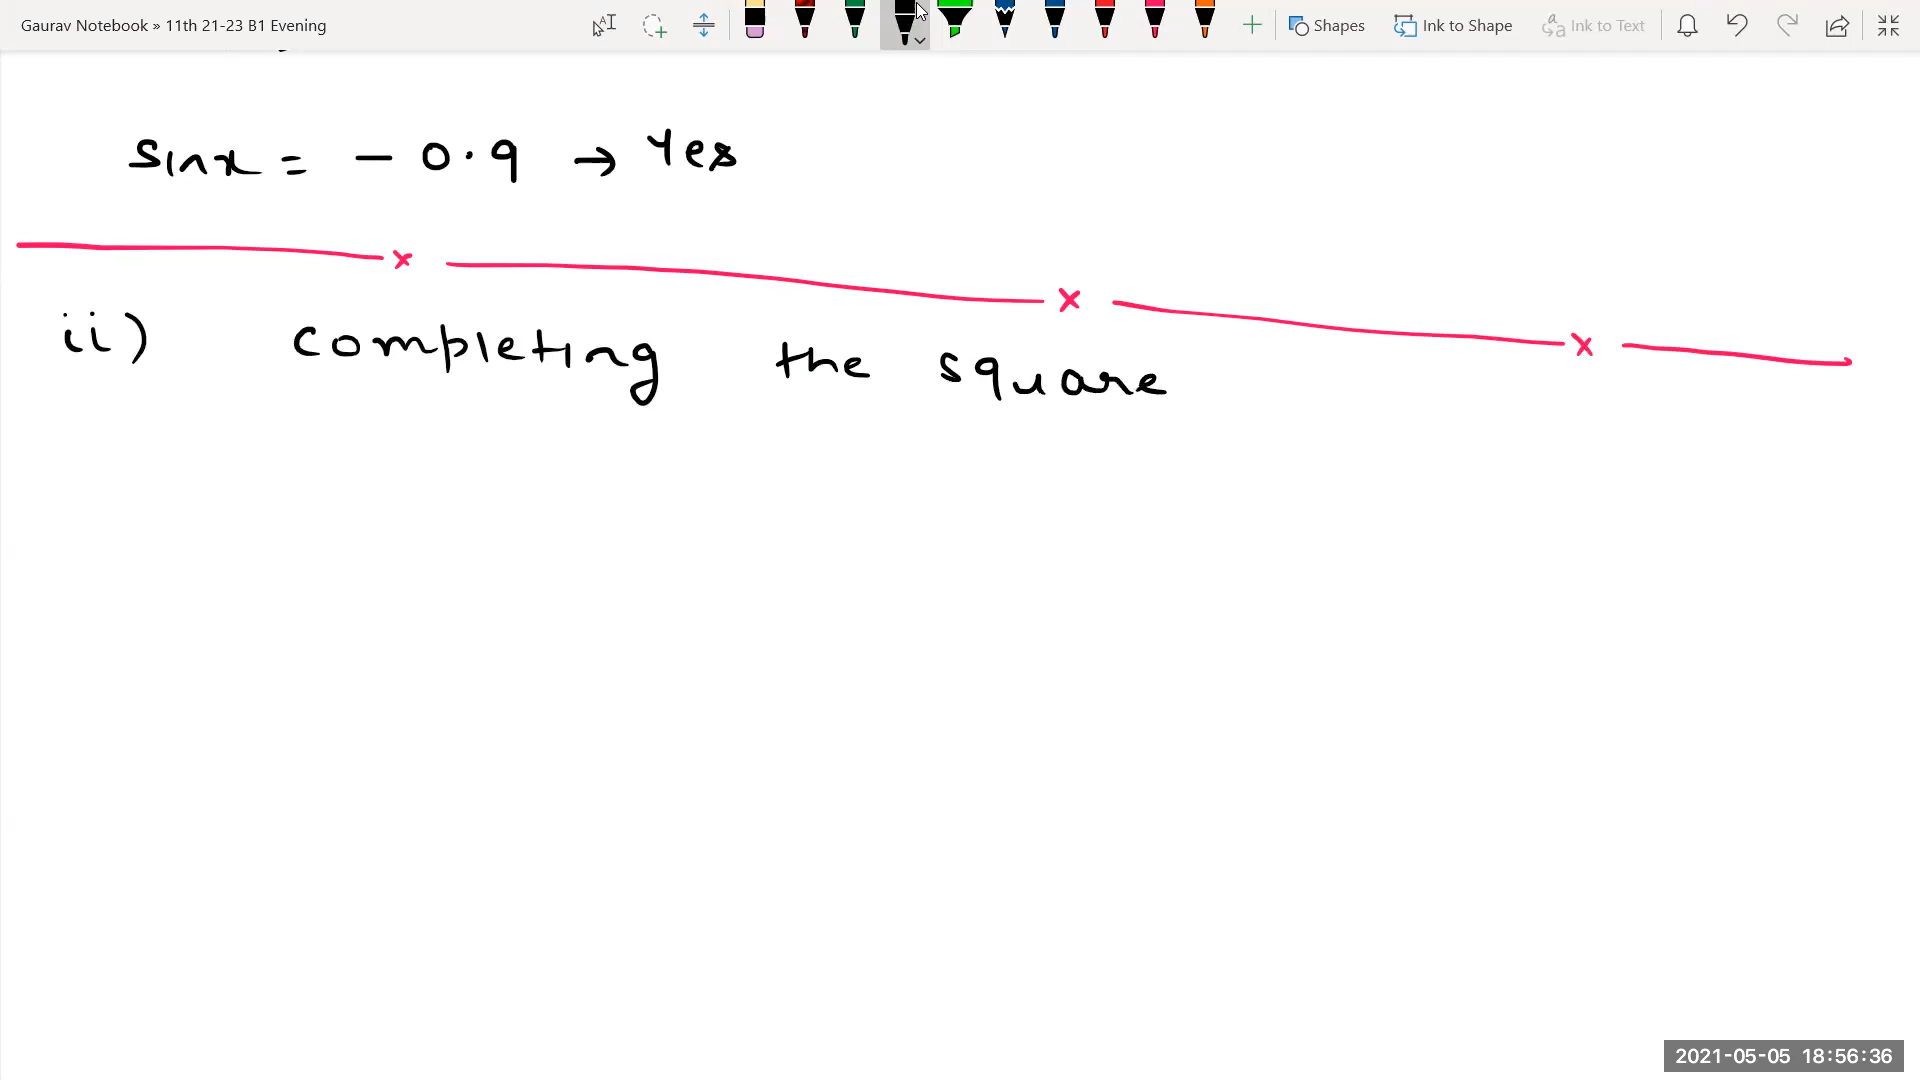 Gaurav Notebook » 11th 21-23 B1 Evening
Shapes
Ink to Shape
Ink to Text
sinx = - 0.9 → Yes
ii) completing the square
2021-05-05 18:56:36